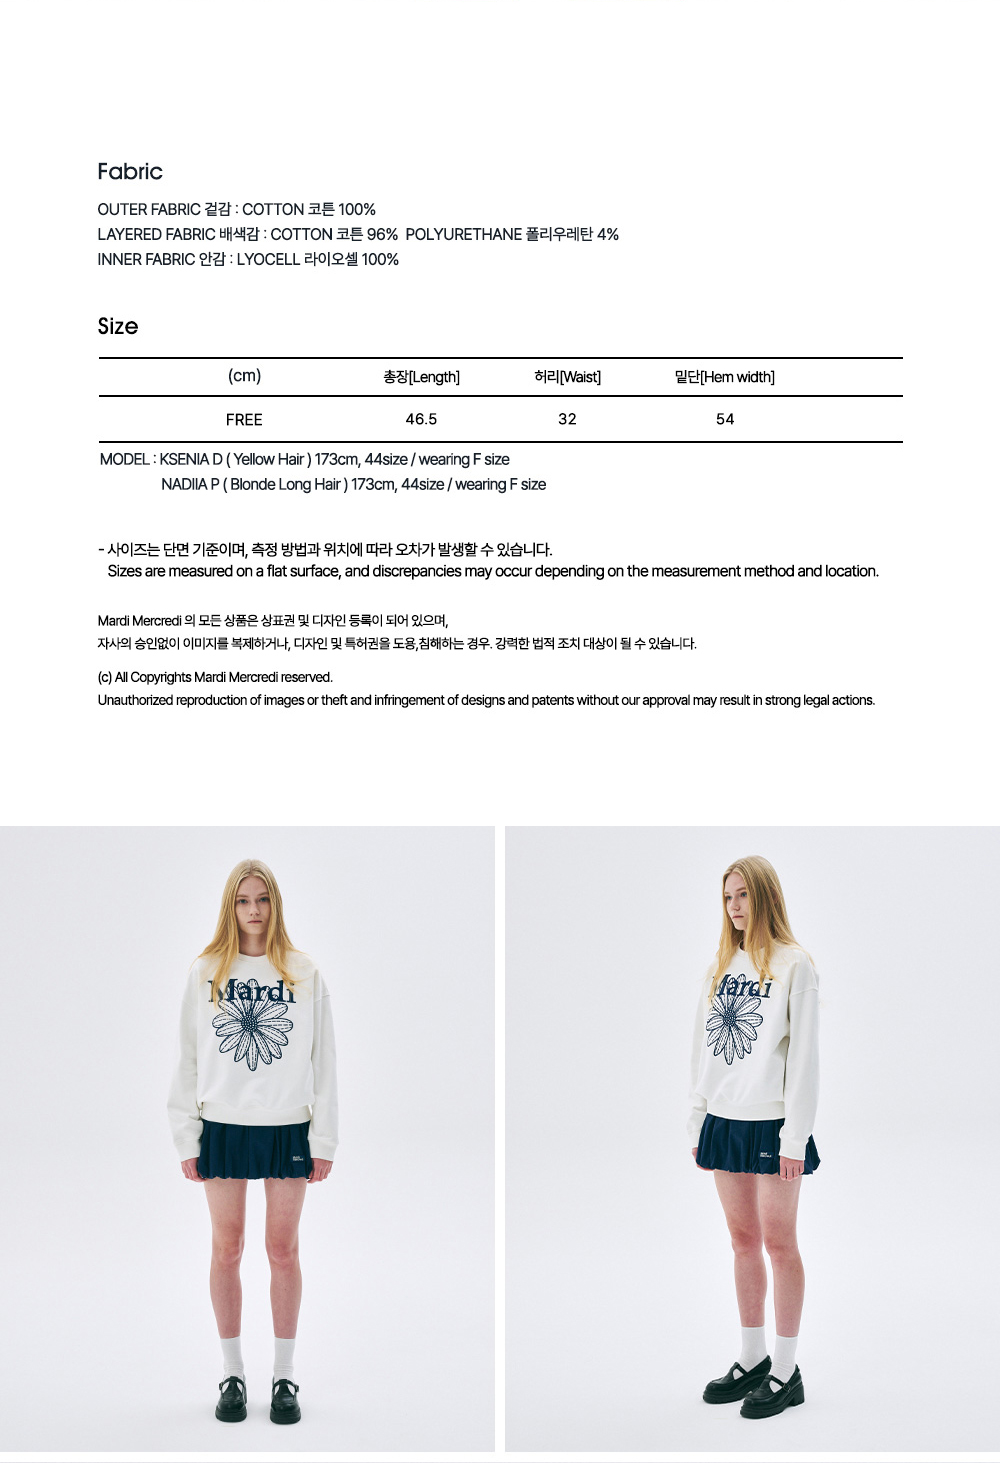 Fabric
OUTER FABRIC 겉감 : COTTON 코튼 100%
LAYERED FABRIC 배색감 : COTTON 코튼 96%  POLYURETHANE 폴리우레탄 4%
INNER FABRIC 안감 : LYOCELL 라이오셀 100%
Size
(cm) 총장[Length] 허리[Waist] 밑단[Hem width]
FREE 46.5 32 54
MODEL : KSENIA D ( Yellow Hair ) 173cm, 44size / wearing F size
NADIIA P ( Blonde Long Hair ) 173cm, 44size / wearing F size
- 사이즈는 단면 기준이며, 측정 방법과 위치에 따라 오차가 발생할 수 있습니다.
Sizes are measured on a flat surface, and discrepancies may occur depending on the measurement method and location.
Mardi Mercredi 의 모든 상품은 상표권 및 디자인 등록이 되어 있으며,
자사의 승인없이 이미지를 복제하거나, 디자인 및 특허권을 도용,침해하는 경우. 강력한 법적 조치 대상이 될 수 있습니다.
(c) All Copyrights Mardi Mercredi reserved.
Unauthorized reproduction of images or theft and infringement of designs and patents without our approval may result in strong legal actions.
Mardi
Mardi